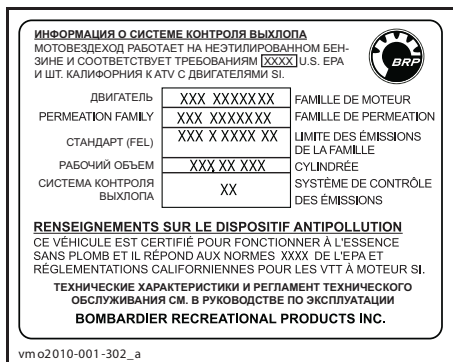 ИНФОРМАЦИЯ О СИСТЕМЕ КОНТРОЛЯ ВЫХЛОПА
МОТОВЕЗДЕХОД РАБОТАЕТ НА НЕЭТИЛИРОВАННОМ БЕН-
ЗИНЕ И СООТВЕТСТВУЕТ ТРЕБОВАНИЯМ XXXX U.S. EPA
И ШТ. КАЛИФОРНИЯ К ATV С ДВИГАТЕЛЯМИ SI.
BRP
ДВИГАТЕЛЬ XXX XXXXXXX FAMILLE DE MOTEUR
PERMEATION FAMILY XXX XXXXXXX FAMILLE DE PERMEATION
СТАНДАРТ (FEL) XXX X XXXX XX LIMITE DES ÉMISSIONS
DE LA FAMILLE
РАБОЧИЙ ОБЪЕМ XXX XX XXX CYLINDRÉE
СИСТЕМА КОНТРОЛЯ XX SYSTÈME DE CONTRÔLE
ВЫХЛОПА DES ÉMISSIONS
RENSEIGNEMENTS SUR LE DISPOSITIF ANTIPOLLUTION
CE VÉHICULE EST CERTIFIÉ POUR FONCTIONNER À L'ESSENCE
SANS PLOMB ET IL RÉPOND AUX NORMES XXXX DE L'EPA ET
RÉGLEMENTATIONS CALIFORNIENNES POUR LES VTT À MOTEUR SI.
ТЕХНИЧЕСКИЕ ХАРАКТЕРИСТИКИ И РЕГЛАМЕНТ ТЕХНИЧЕСКОГО
ОБСЛУЖИВАНИЯ СМ. В РУКОВОДСТВЕ ПО ЭКСПЛУАТАЦИИ
BOMBARDIER RECREATIONAL PRODUCTS INC.
vmo2010-001-302_a